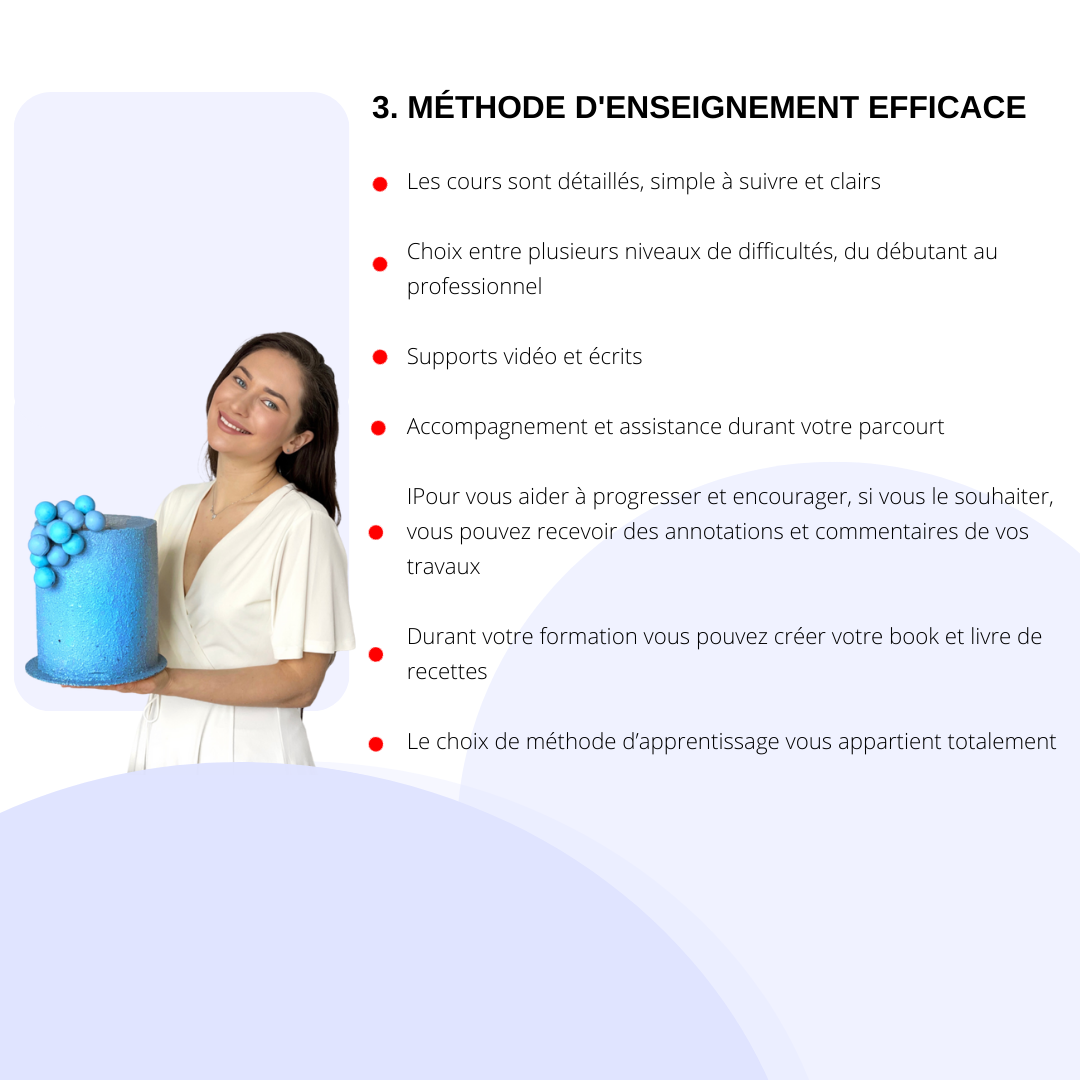 3. MÉTHODE D'ENSEIGNEMENT EFFICACE
Les cours sont détaillés, simple à suivre et clairs
Choix entre plusieurs niveaux de difficultés, du débutant au
professionnel
Supports vidéo et écrits
Accompagnement et assistance durant votre parcourt
IPour vous aider à progresser et encourager, si vous le souhaiter,
vous pouvez recevoir des annotations et commentaires de vos
travaux
Durant votre formation vous pouvez créer votre book et livre de
recettes
Le choix de méthode d’apprentissage vous appartient totalement